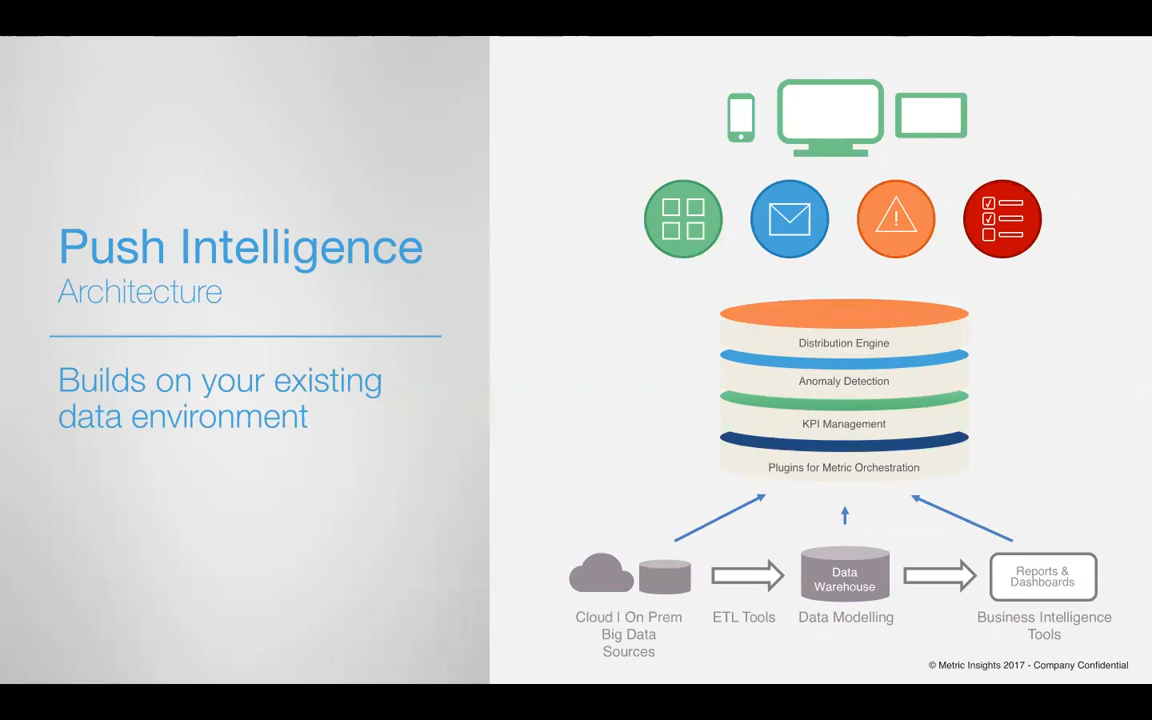 Push Intelligence
Architecture
Builds on your existing
data environment
Distribution Engine
Anomaly Detection
KPI Management
Plugins for Metric Orchestration
Data
Warehouse
Reports &
Dashboards
Cloud | On Prem
Big Data
Sources
ETL Tools
Data Modelling
Business Intelligence
Tools
© Metric Insights 2017 - Company Confidential